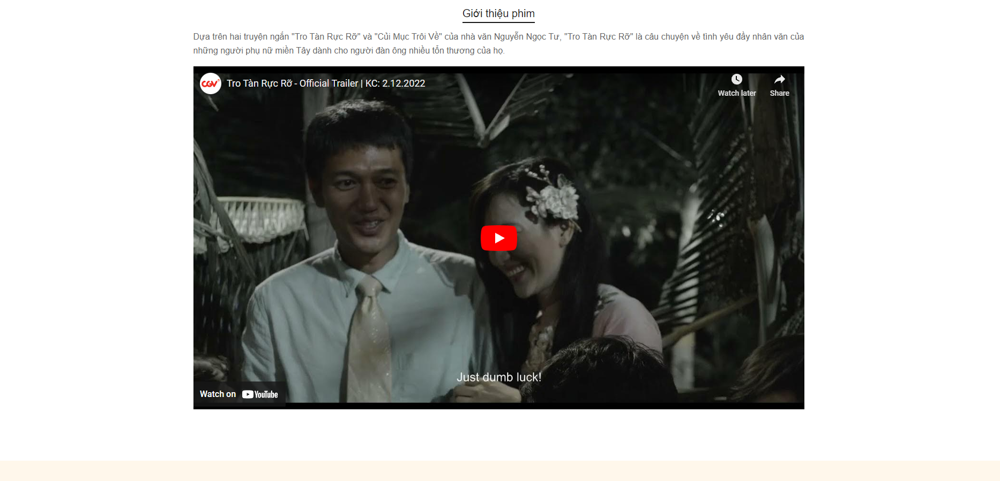 Giới thiệu phim
Dựa trên hai truyện ngắn "Tro Tàn Rực Rỡ" và "Củi Mục Trôi Về" của nhà văn Nguyễn Ngọc Tư, "Tro Tàn Rực Rỡ" là câu chuyện về tình yêu đầy nhân văn của
những người phụ nữ miền Tây dành cho người đàn ông nhiều tổn thương của họ.
CGV
Tro Tàn Rực Rỡ - Official Trailer | KC: 2.12.2022
Watch later
Share
Just dumb luck!
Watch on YouTube